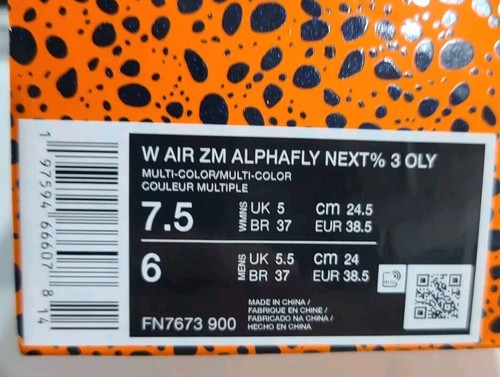 W AIR ZM ALPHAFLY NEXT% 3 OLY
MULTI-COLOR/MULTI-COLOR
COULEUR MULTIPLE
7.5 WMNS UK 5 cm 24.5
BR 37 EUR 38.5
6 MENS UK 5.5 cm 24
BR 37 EUR 38.5
FN7673 900
MADE IN CHINA /
FABRIQUE EN CHINE /
FABRICADO NA CHINA /
HECHO EN CHINA
1 97594 66607 8 14